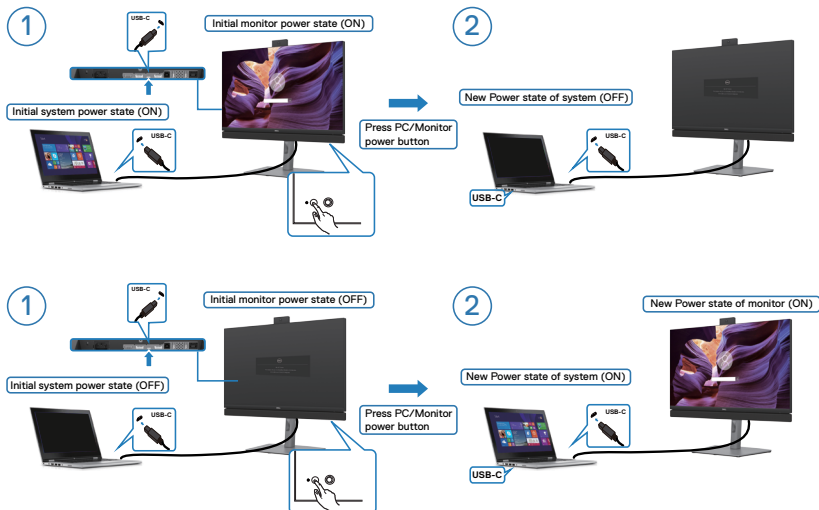 1
USB-C
Initial monitor power state (ON)
2
Initial system power state (ON)
USB-C
Press PC/Monitor
power button
New Power state of system (OFF)
USB-C
USB-C
1
USB-C
Initial monitor power state (OFF)
2
New Power state of monitor (ON)
Initial system power state (OFF)
USB-C
Press PC/Monitor
power button
New Power state of system (ON)
USB-C
USB-C